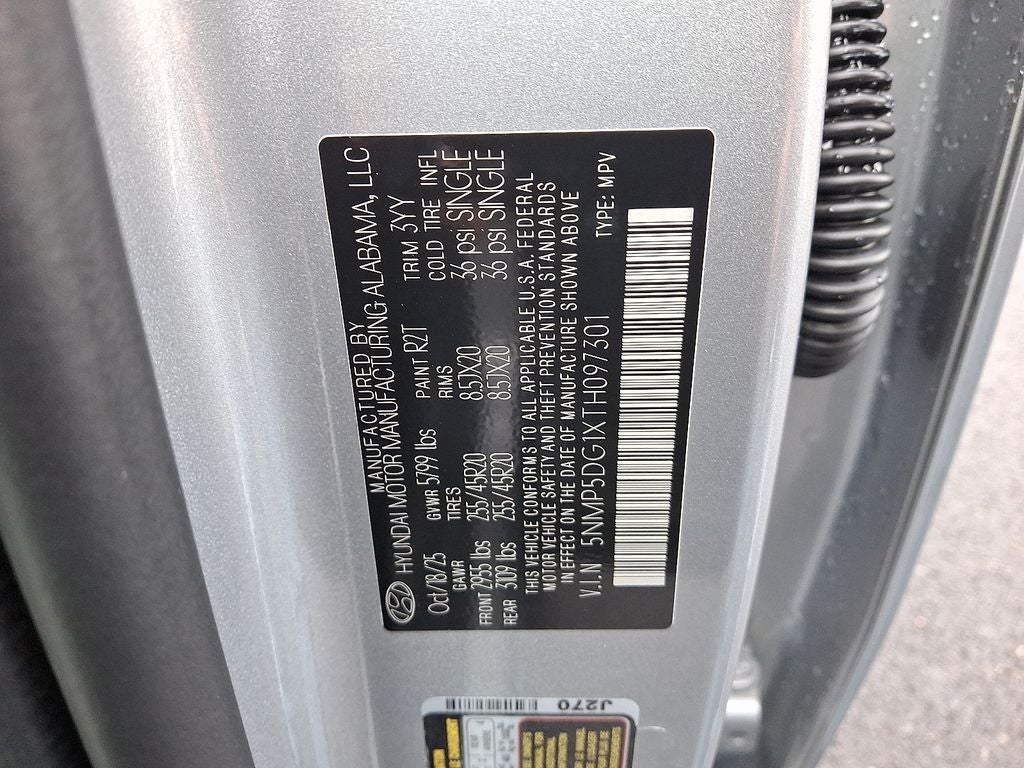 MANUFACTURED BY
HYUNDAI MOTOR MANUFACTURING ALABAMA, LLC
06/18/25 GVWR 5799 lbs PAINT R2T TRIM 3YY
GAWR TIRES RIMS COLD TIRE INFL
FRONT 2955 lbs 255/45R20 8.5JX20 36 psi SINGLE
REAR 3109 lbs 255/45R20 8.5JX20 36 psi SINGLE
THIS VEHICLE CONFORMS TO ALL APPLICABLE U.S.A. FEDERAL
MOTOR VEHICLE SAFETY AND THEFT PREVENTION STANDARDS
IN EFFECT ON THE DATE OF MANUFACTURE SHOWN ABOVE
V.I.N 5NMP5DG1XTH097301 TYPE: MPV
J270